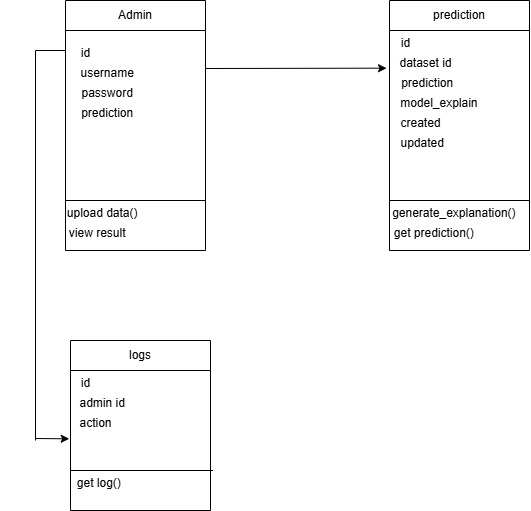 Admin
id
username
password
prediction
upload data()
view result
prediction
id
dataset id
prediction
model_explain
created
updated
generate_explanation()
get prediction()
logs
id
admin id
action
get log()